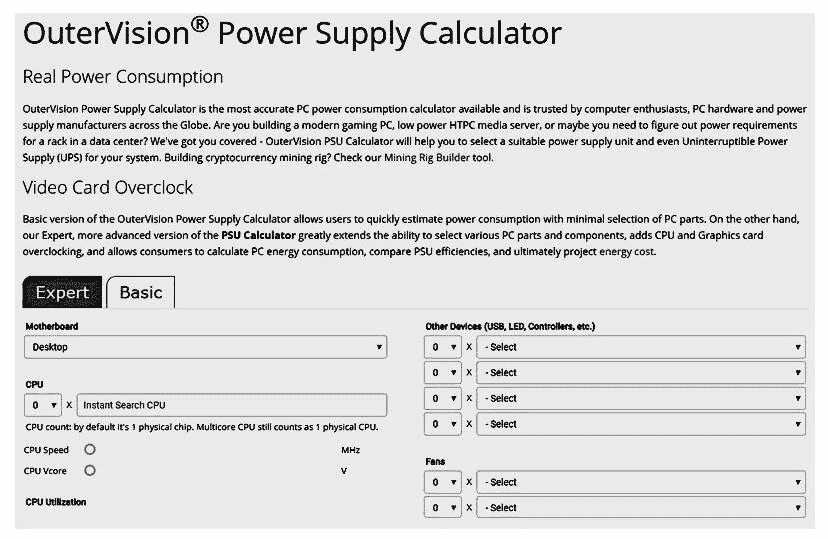 OuterVision® Power Supply Calculator
Real Power Consumption
OuterVision Power Supply Calculator is the most accurate PC power consumption calculator available and is trusted by computer enthusiasts, PC hardware and power
supply manufacturers across the Globe. Are you building a modern gaming PC, low power HTPC media server, or maybe you need to figure out power requirements
for a rack in a data center? We've got you covered - OuterVision PSU Calculator will help you to select a suitable power supply unit and even Uninterruptible Power
Supply (UPS) for your system. Building cryptocurrency mining rig? Check our Mining Rig Builder tool.
Video Card Overclock
Basic version of the OuterVision Power Supply Calculator allows users to quickly estimate power consumption with minimal selection of PC parts. On the other hand,
our Expert, more advanced version of the PSU Calculator greatly extends the ability to select various PC parts and components, adds CPU and Graphics card
overclocking, and allows consumers to calculate PC energy consumption, compare PSU efficiencies, and ultimately project energy cost.
Expert Basic
Motherboard
Desktop
CPU
0 X Instant Search CPU
CPU count: by default it's 1 physical chip. Multicore CPU still counts as 1 physical CPU.
CPU Speed MHz
CPU Vcore V
CPU Utilization
Other Devices (USB, LED, Controllers, etc.)
0 X - Select
0 X - Select
0 X - Select
0 X - Select
Fans
0 X - Select
0 X - Select